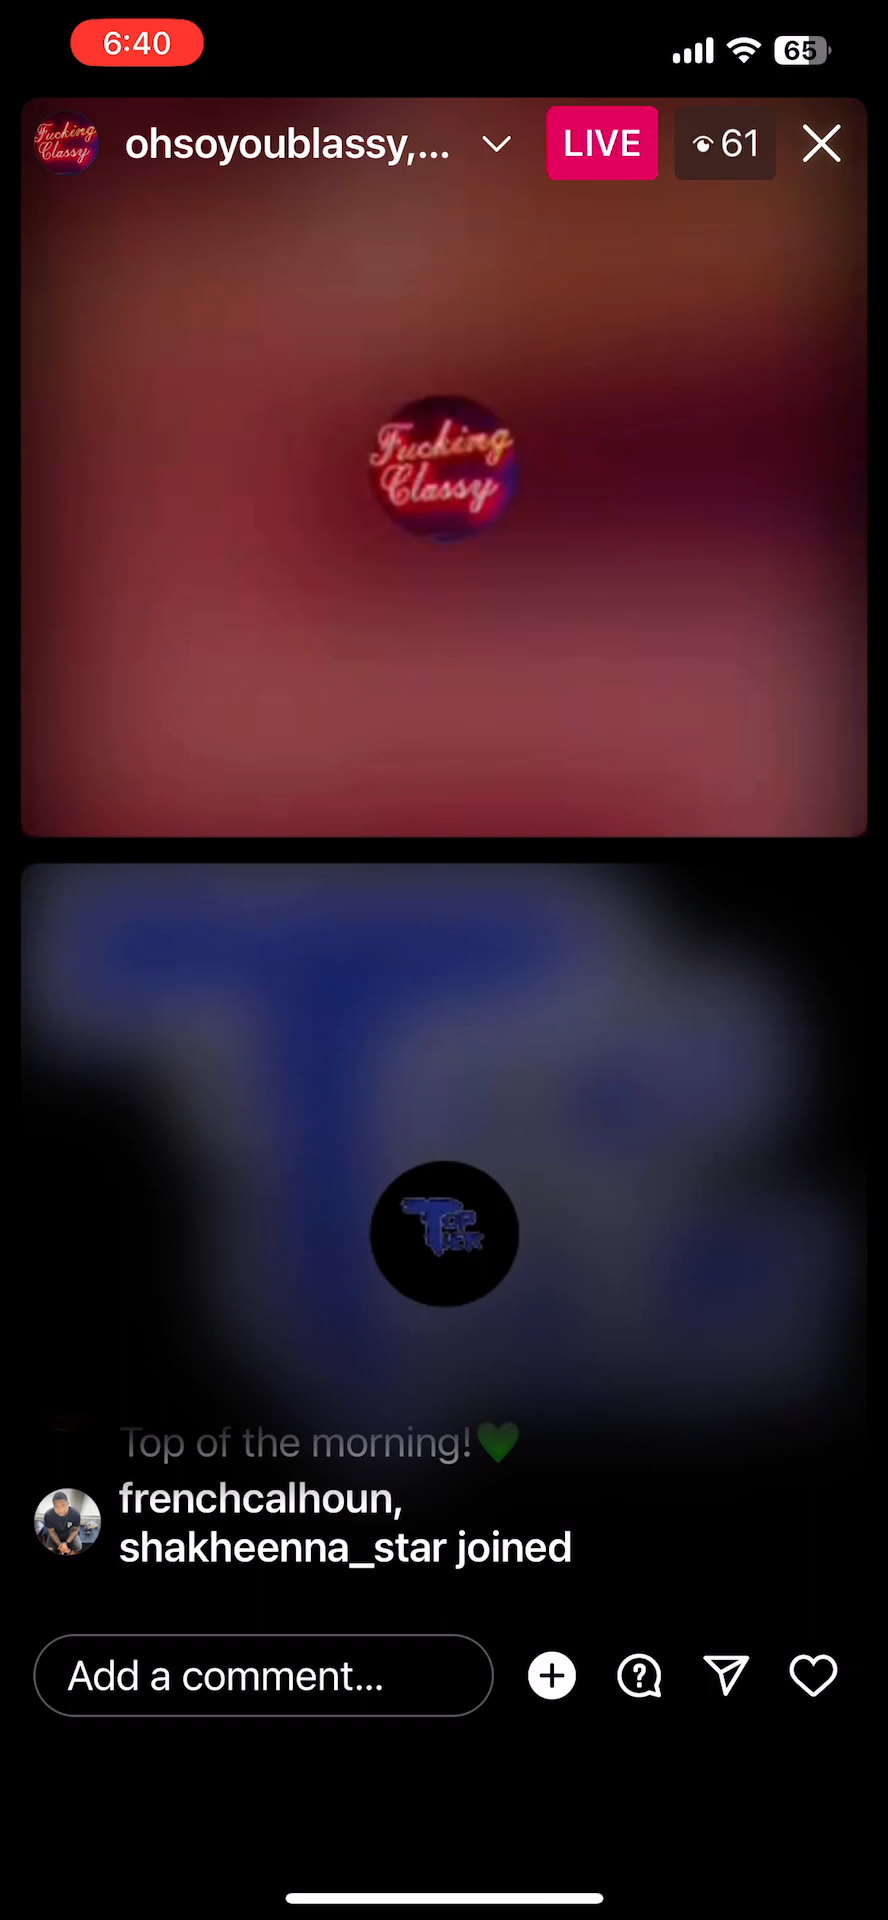 6:40
65
Fucking
Classy
ohsoyoublassy,...
LIVE
61
Fucking
Classy
Top
Top of the morning!💚
frenchcalhoun,
shakheenna_star joined
Add a comment...